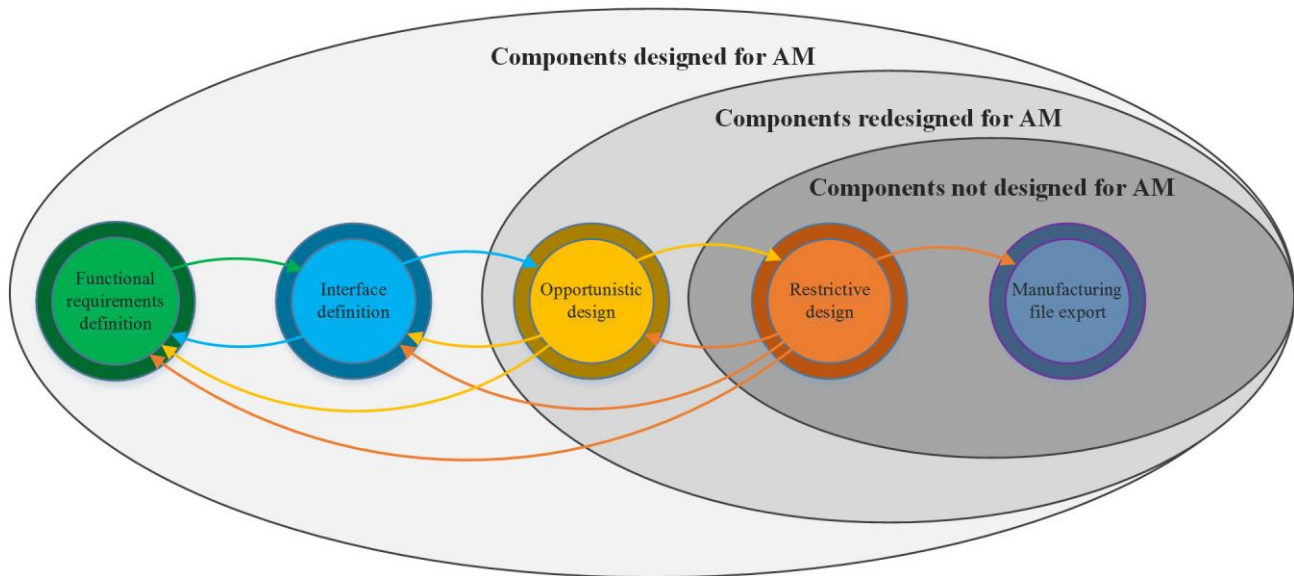 Components designed for AM
Components redesigned for AM
Components not designed for AM
Functional
requirements
definition
Interface
definition
Opportunistic
design
Restrictive
design
Manufacturing
file export